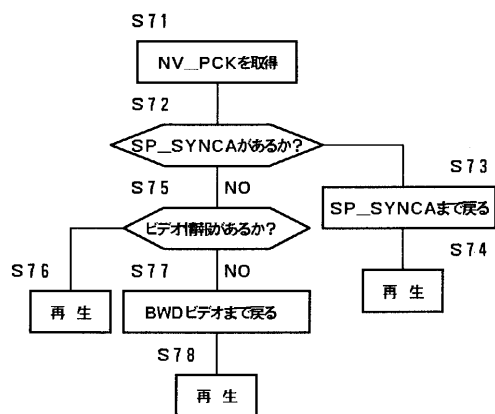 S71
NV_PCKを取得
S72
SP_SYNCAがあるか?
S73
S75
NO
SP_SYNCAまで戻る
ビデオ情報があるか?
S74
S76
S77
NO
再 生
再 生
BWDビデオまで戻る
S78
再 生